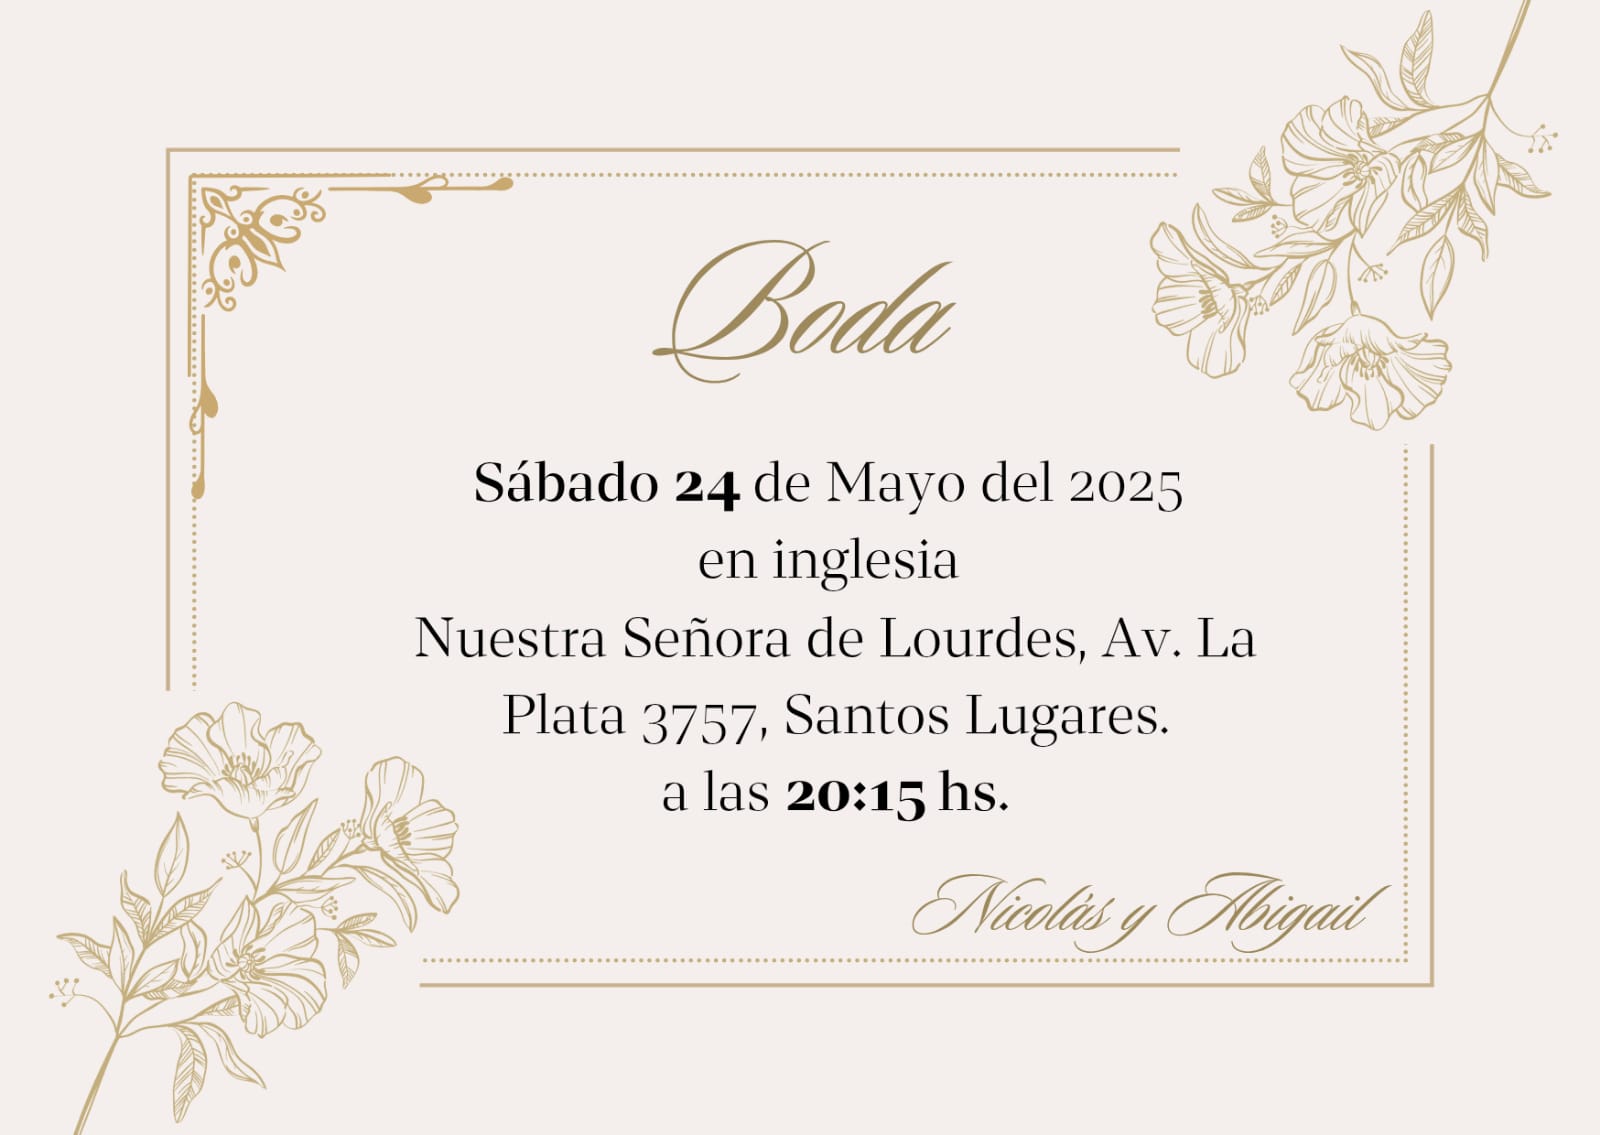 Boda
Sábado 24 de Mayo del 2025
en inglesia
Nuestra Señora de Lourdes, Av. La
Plata 3757, Santos Lugares.
a las 20:15 hs.
Nicolás y Abigail